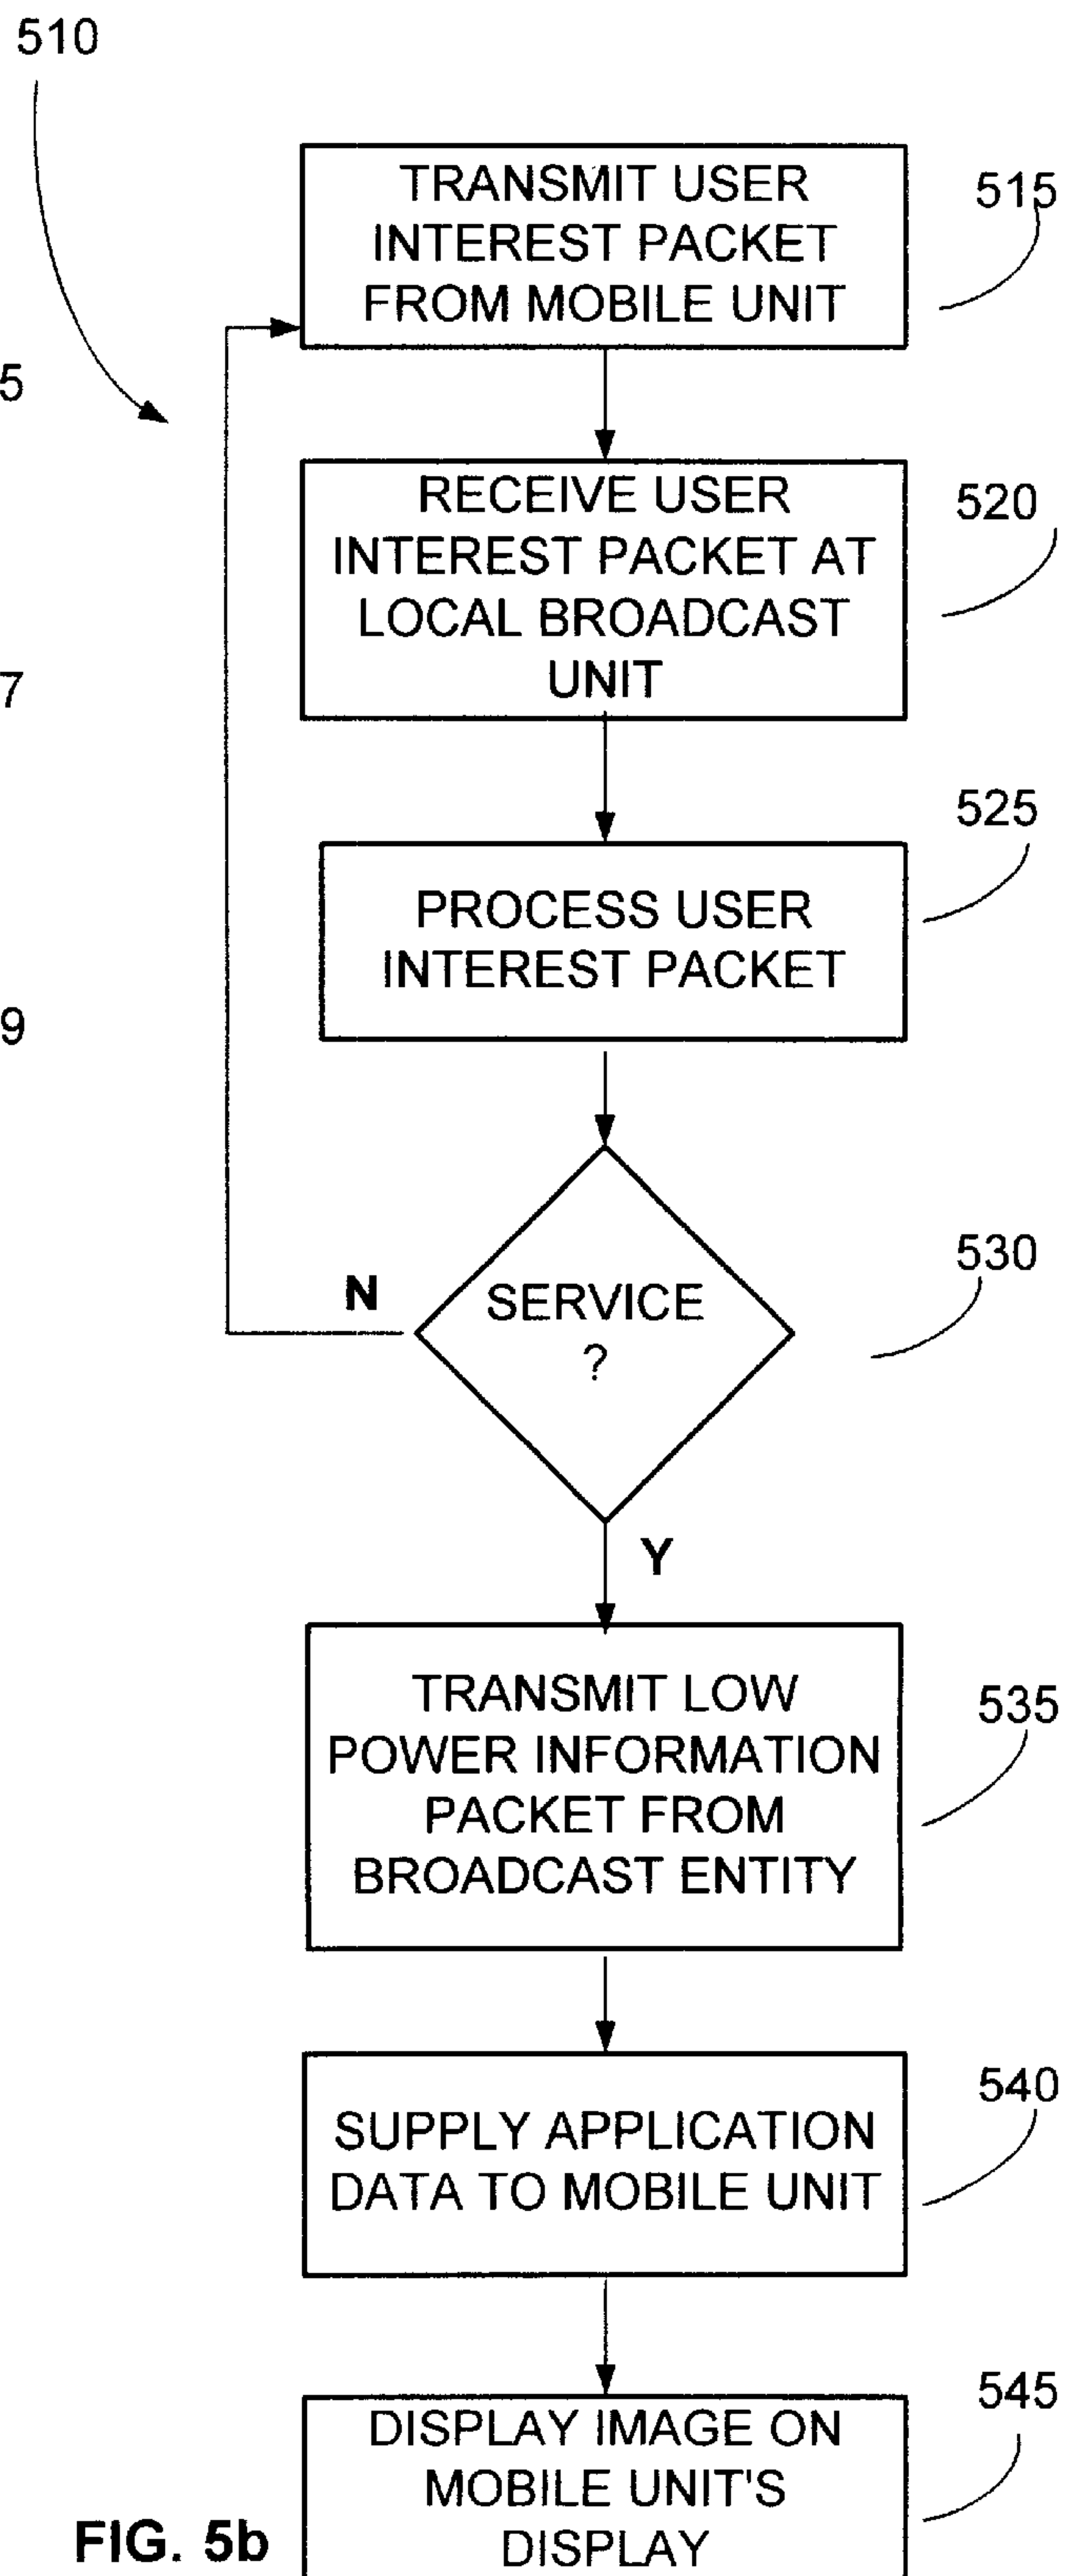 510
TRANSMIT USER
INTEREST PACKET
FROM MOBILE UNIT
515
5
RECEIVE USER
INTEREST PACKET AT
LOCAL BROADCAST
UNIT
520
7
525
PROCESS USER
INTEREST PACKET
9
530
N
SERVICE
?
Y
TRANSMIT LOW
POWER INFORMATION
PACKET FROM
BROADCAST ENTITY
535
SUPPLY APPLICATION
DATA TO MOBILE UNIT
540
545
DISPLAY IMAGE ON
MOBILE UNIT'S
DISPLAY
FIG. 5b